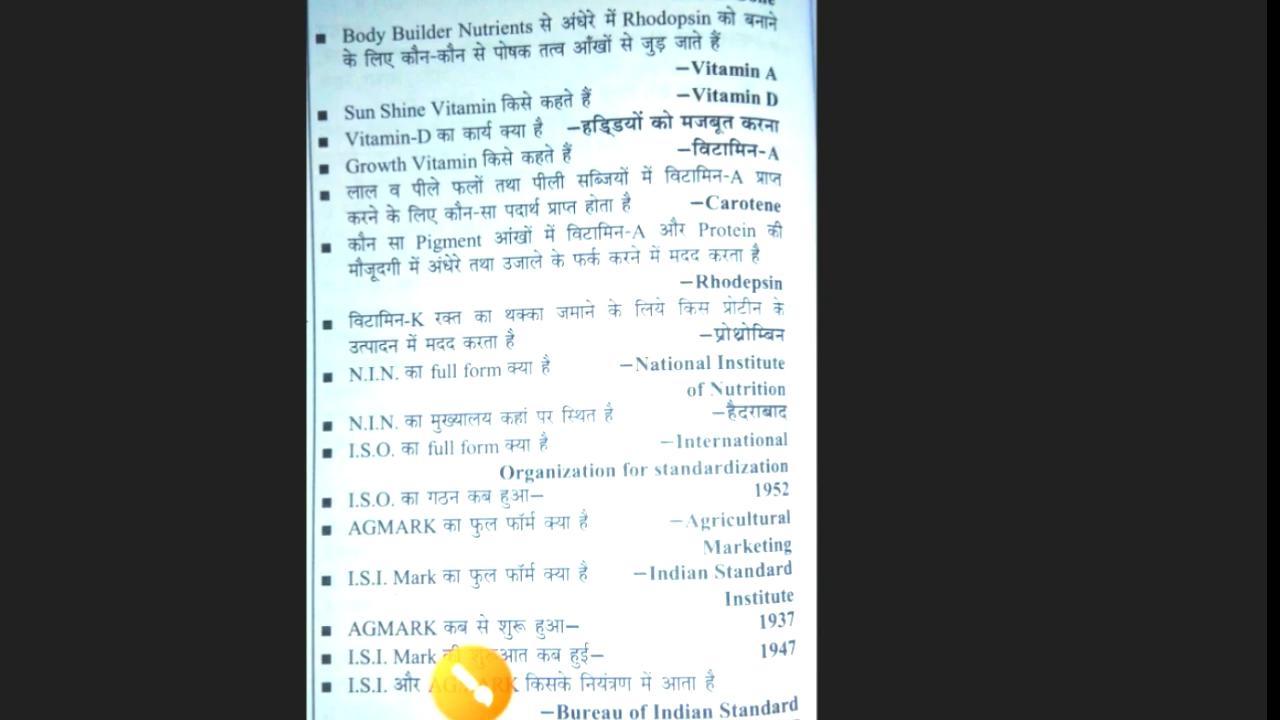 ■ Body Builder Nutrients से अंधेरे में Rhodopsin को बनाने
के लिए कौन-कौन से पोषक तत्व आँखों से जुड़ जाते हैं
–Vitamin A
■ Sun Shine Vitamin किसे कहते हैं –Vitamin D
■ Vitamin-D का कार्य क्या है –हड्डियों को मजबूत करना
■ Growth Vitamin किसे कहते हैं –विटामिन-A
■ लाल व पीले फलों तथा पीली सब्जियों में विटामिन-A प्राप्त
करने के लिए कौन-सा पदार्थ प्राप्त होता है –Carotene
■ कौन सा Pigment आंखों में विटामिन-A और Protein की
मौजूदगी में अंधेरे तथा उजाले के फर्क करने में मदद करता है
–Rhodepsin
■ विटामिन-K रक्त का थक्का जमाने के लिये किस प्रोटीन के
उत्पादन में मदद करता है –प्रोथ्रोम्बिन
■ N.I.N. का full form क्या है –National Institute
of Nutrition
■ N.I.N. का मुख्यालय कहां पर स्थित है –हैदराबाद
■ I.S.O. का full form क्या है –International
Organization for standardization
■ I.S.O. का गठन कब हुआ– 1952
■ AGMARK का फुल फॉर्म क्या है –Agricultural
Marketing
■ I.S.I. Mark का फुल फॉर्म क्या है –Indian Standard
Institute
■ AGMARK कब से शुरू हुआ– 1937
■ I.S.I. Mark की शुरूआत कब हुई– 1947
■ I.S.I. और AGMARK किसके नियंत्रण में आता है
–Bureau of Indian Standard